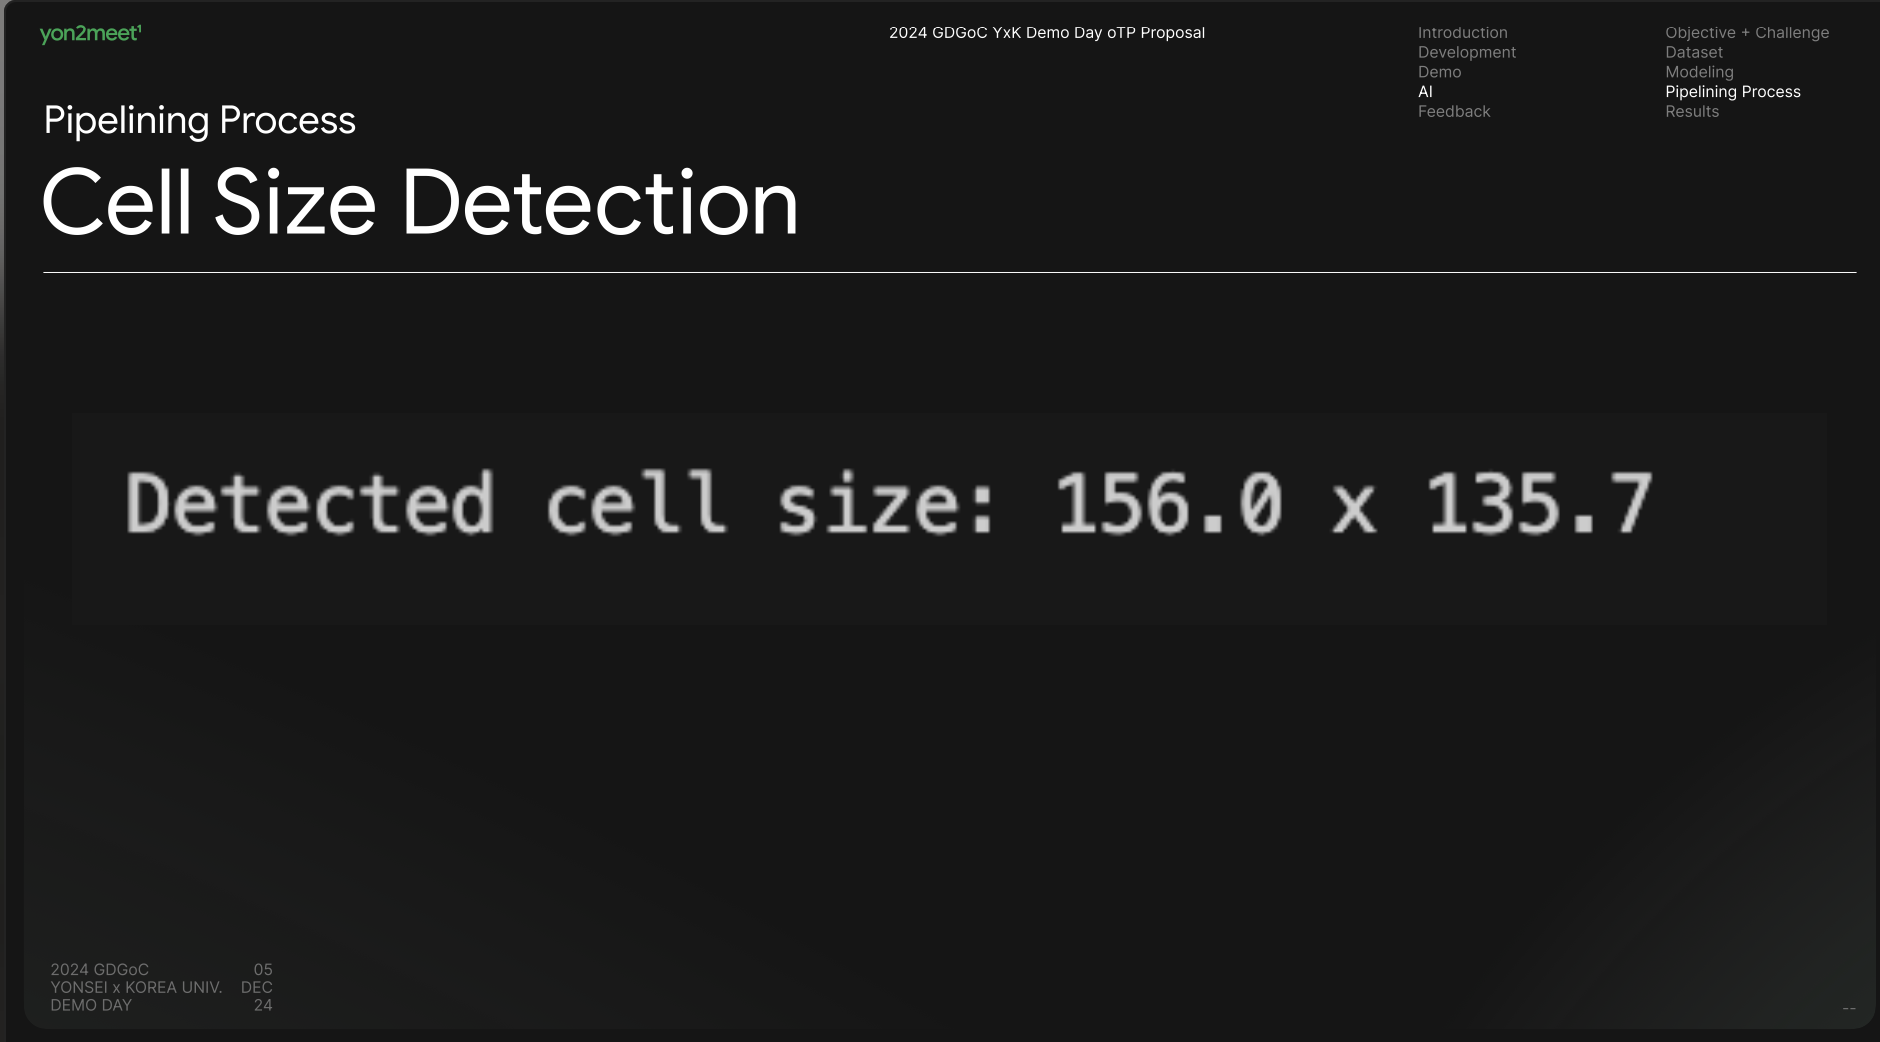 yon2meet¹
2024 GDGoC YxK Demo Day oTP Proposal
Introduction
Development
Demo
AI
Feedback
Objective + Challenge
Dataset
Modeling
Pipelining Process
Results
Pipelining Process
Cell Size Detection
Detected cell size: 156.0 x 135.7
2024 GDGoC 05
YONSEI x KOREA UNIV. DEC
DEMO DAY 24
--